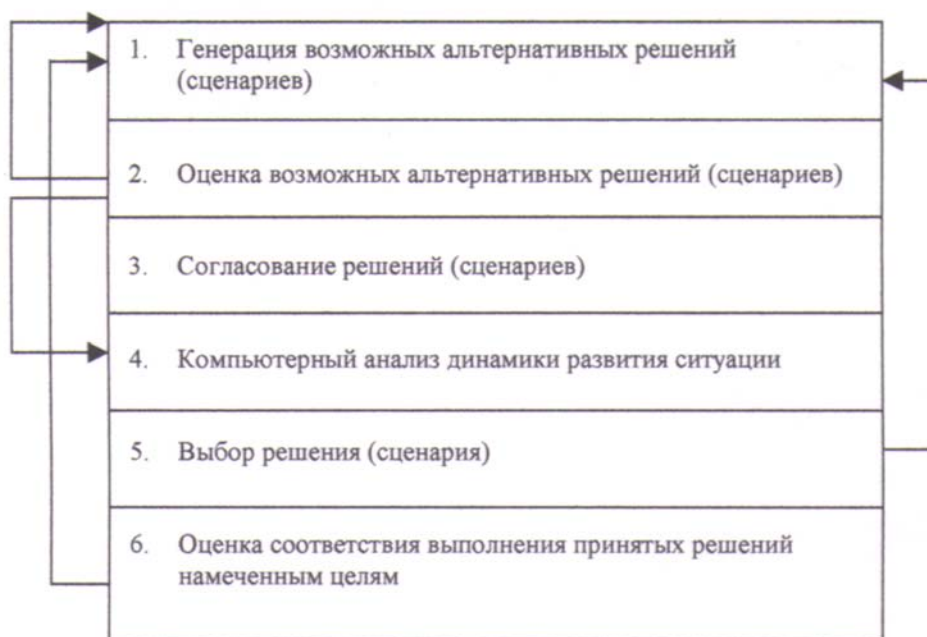 1. Генерация возможных альтернативных решений
(сценариев)
2. Оценка возможных альтернативных решений (сценариев)
3. Согласование решений (сценариев)
4. Компьютерный анализ динамики развития ситуации
5. Выбор решения (сценария)
6. Оценка соответствия выполнения принятых решений
намеченным целям